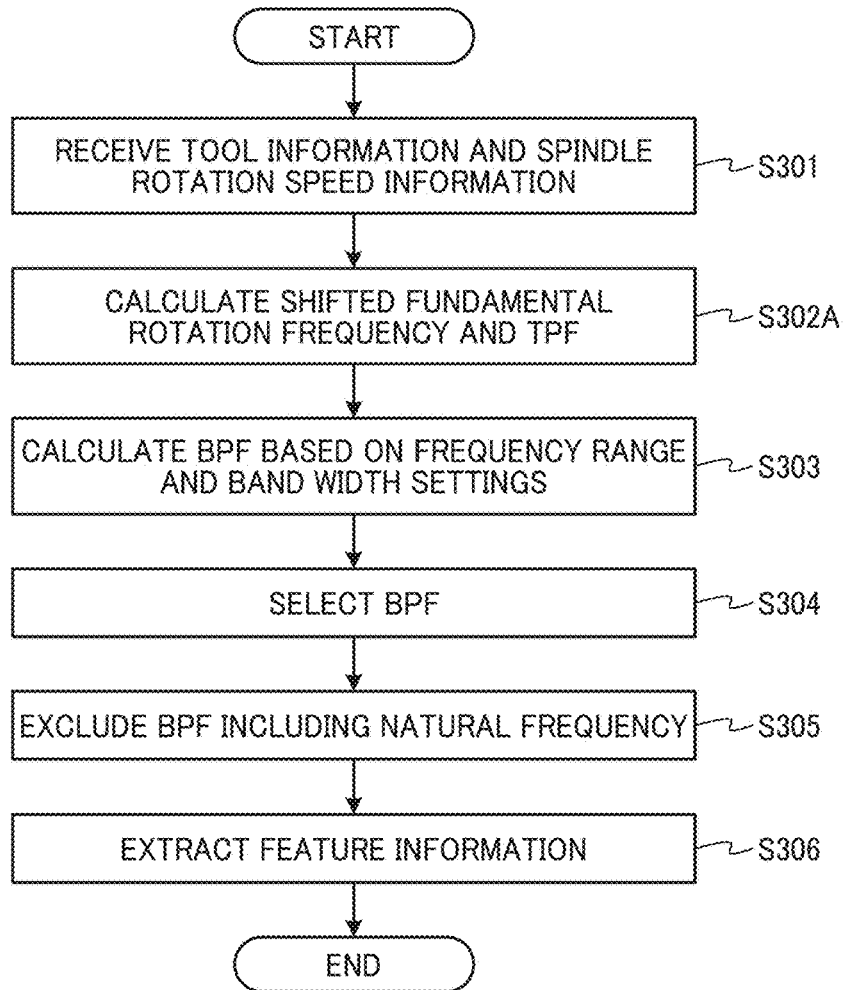 START
RECEIVE TOOL INFORMATION AND SPINDLE
ROTATION SPEED INFORMATION
S301
CALCULATE SHIFTED FUNDAMENTAL
ROTATION FREQUENCY AND TPF
S302A
CALCULATE BPF BASED ON FREQUENCY RANGE
AND BAND WIDTH SETTINGS
S303
SELECT BPF
S304
EXCLUDE BPF INCLUDING NATURAL FREQUENCY
S305
EXTRACT FEATURE INFORMATION
S306
END